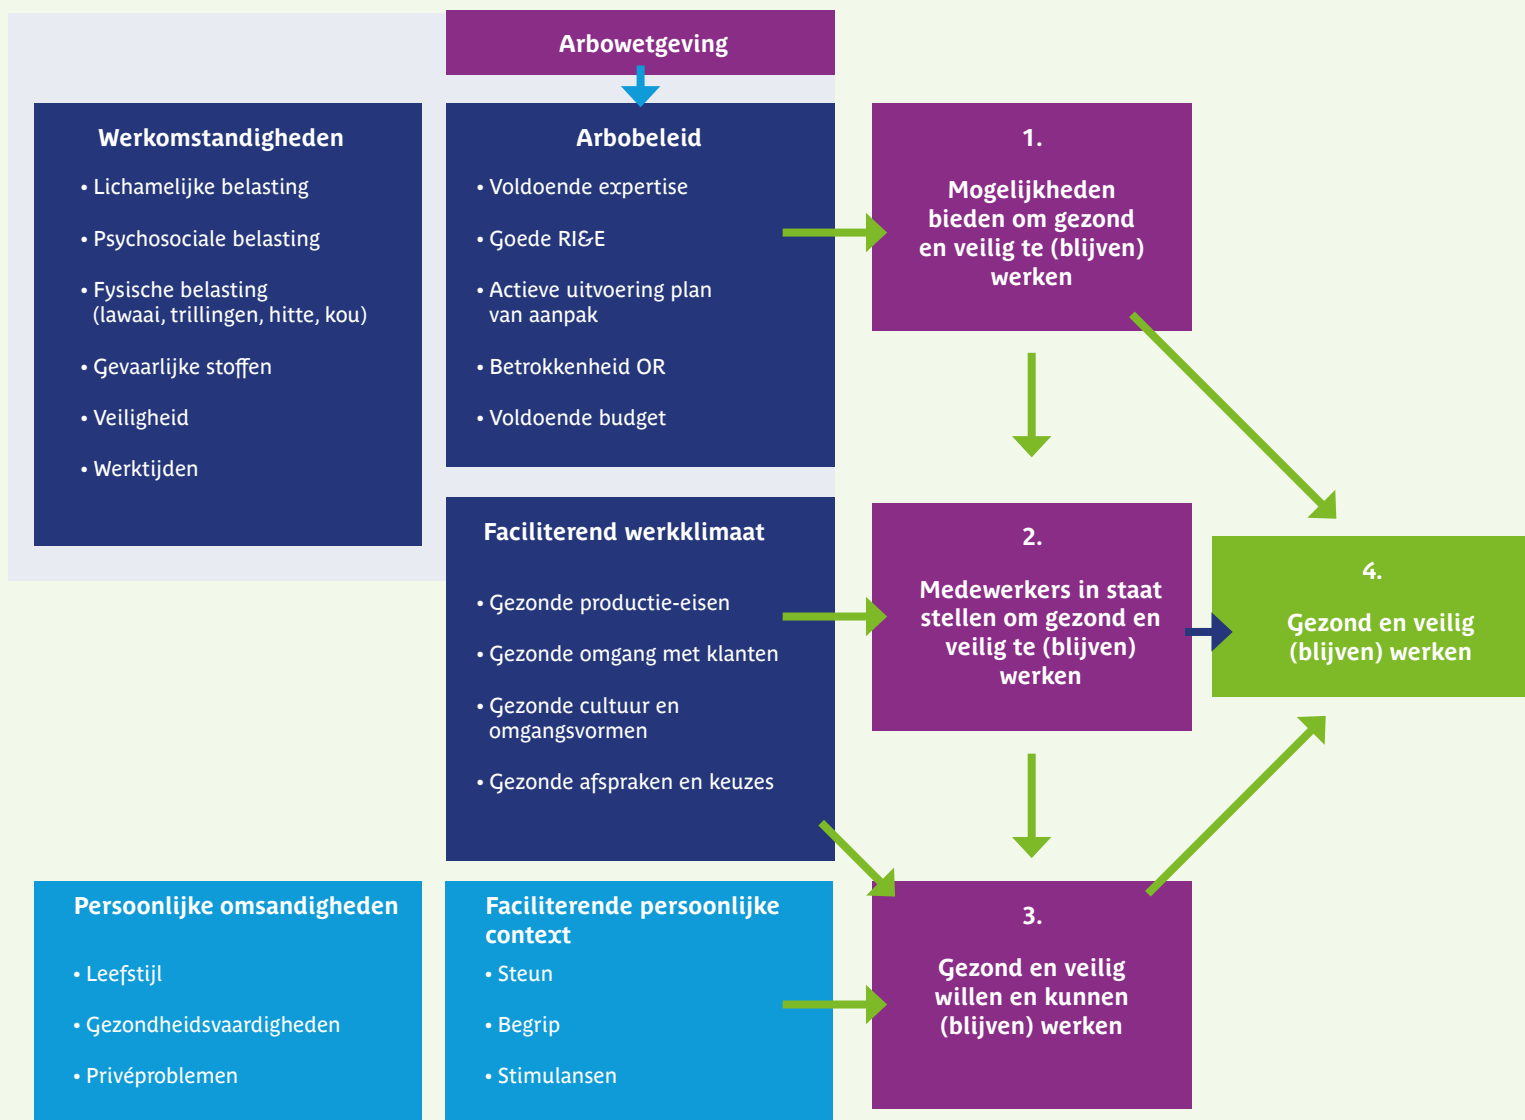 Arbowetgeving
Werkomstandigheden
• Lichamelijke belasting
• Psychosociale belasting
• Fysische belasting
(lawaai, trillingen, hitte, kou)
• Gevaarlijke stoffen
• Veiligheid
• Werktijden
Arbobeleid
• Voldoende expertise
• Goede RI&E
• Actieve uitvoering plan
van aanpak
• Betrokkenheid OR
• Voldoende budget
1.
Mogelijkheden
bieden om gezond
en veilig te (blijven)
werken
Faciliterend werkklimaat
• Gezonde productie-eisen
• Gezonde omgang met klanten
• Gezonde cultuur en
omgangsvormen
• Gezonde afspraken en keuzes
2.
Medewerkers in staat
stellen om gezond en
veilig te (blijven)
werken
4.
Gezond en veilig
(blijven) werken
Persoonlijke omsandigheden
• Leefstijl
• Gezondheidsvaardigheden
• Privéproblemen
Faciliterende persoonlijke
context
• Steun
• Begrip
• Stimulansen
3.
Gezond en veilig
willen en kunnen
(blijven) werken